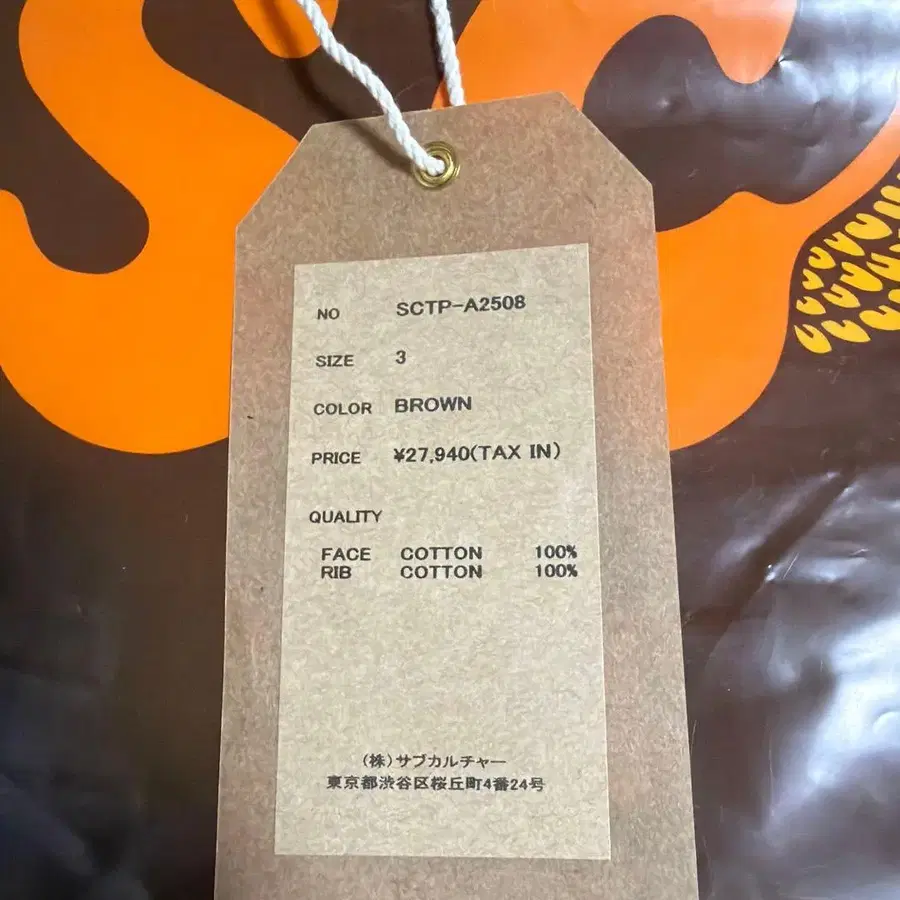 NO SCTP-A2508
SIZE 3
COLOR BROWN
PRICE ¥27,940(TAX IN)
QUALITY
FACE COTTON 100%
RIB COTTON 100%
(株)サブカルチャー
東京都渋谷区桜丘町4番24号